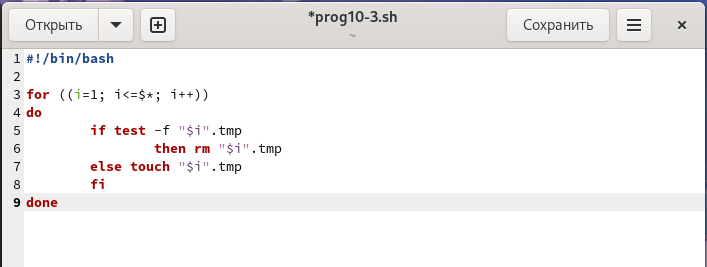 Открыть
*prog10-3.sh
~
Сохранить
1 #!/bin/bash
2
3 for ((i=1; i<=$*; i++))
4 do
5 if test -f "$i".tmp
6 then rm "$i".tmp
7 else touch "$i".tmp
8 fi
9 done